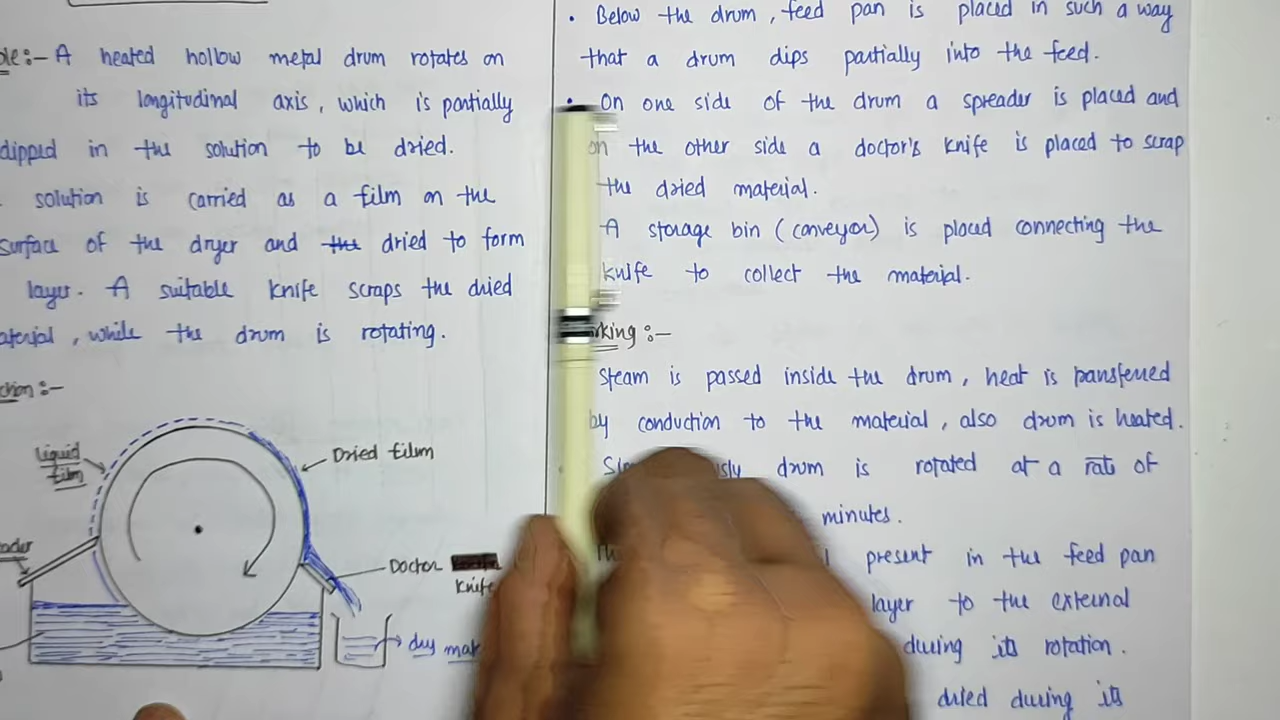 A heated hollow metal drum rotates on
its longitudinal axis, which is partially
dipped in the solution to be dried.
solution is carried as a film on the
surface of the dryer and the dried to form
layer. A suitable knife scraps the dried
, while the drum is rotating.
Liquid
film
Dried film
Doctor
Knife
dry
• Below the drum, feed pan is placed in such a way
that a drum dips partially into the feed.
• On one side of the drum a spreader is placed and
on the other side a doctor's knife is placed to scrap
the dried material.
A storage bin (conveyor) is placed connecting the
knife to collect the material.
Steam is passed inside the drum, heat is transferred
by conduction to the material, also drum is heated.
drum is rotated at a rate of
minutes.
present in the feed pan
layer to the external
during its rotation.
dried during its